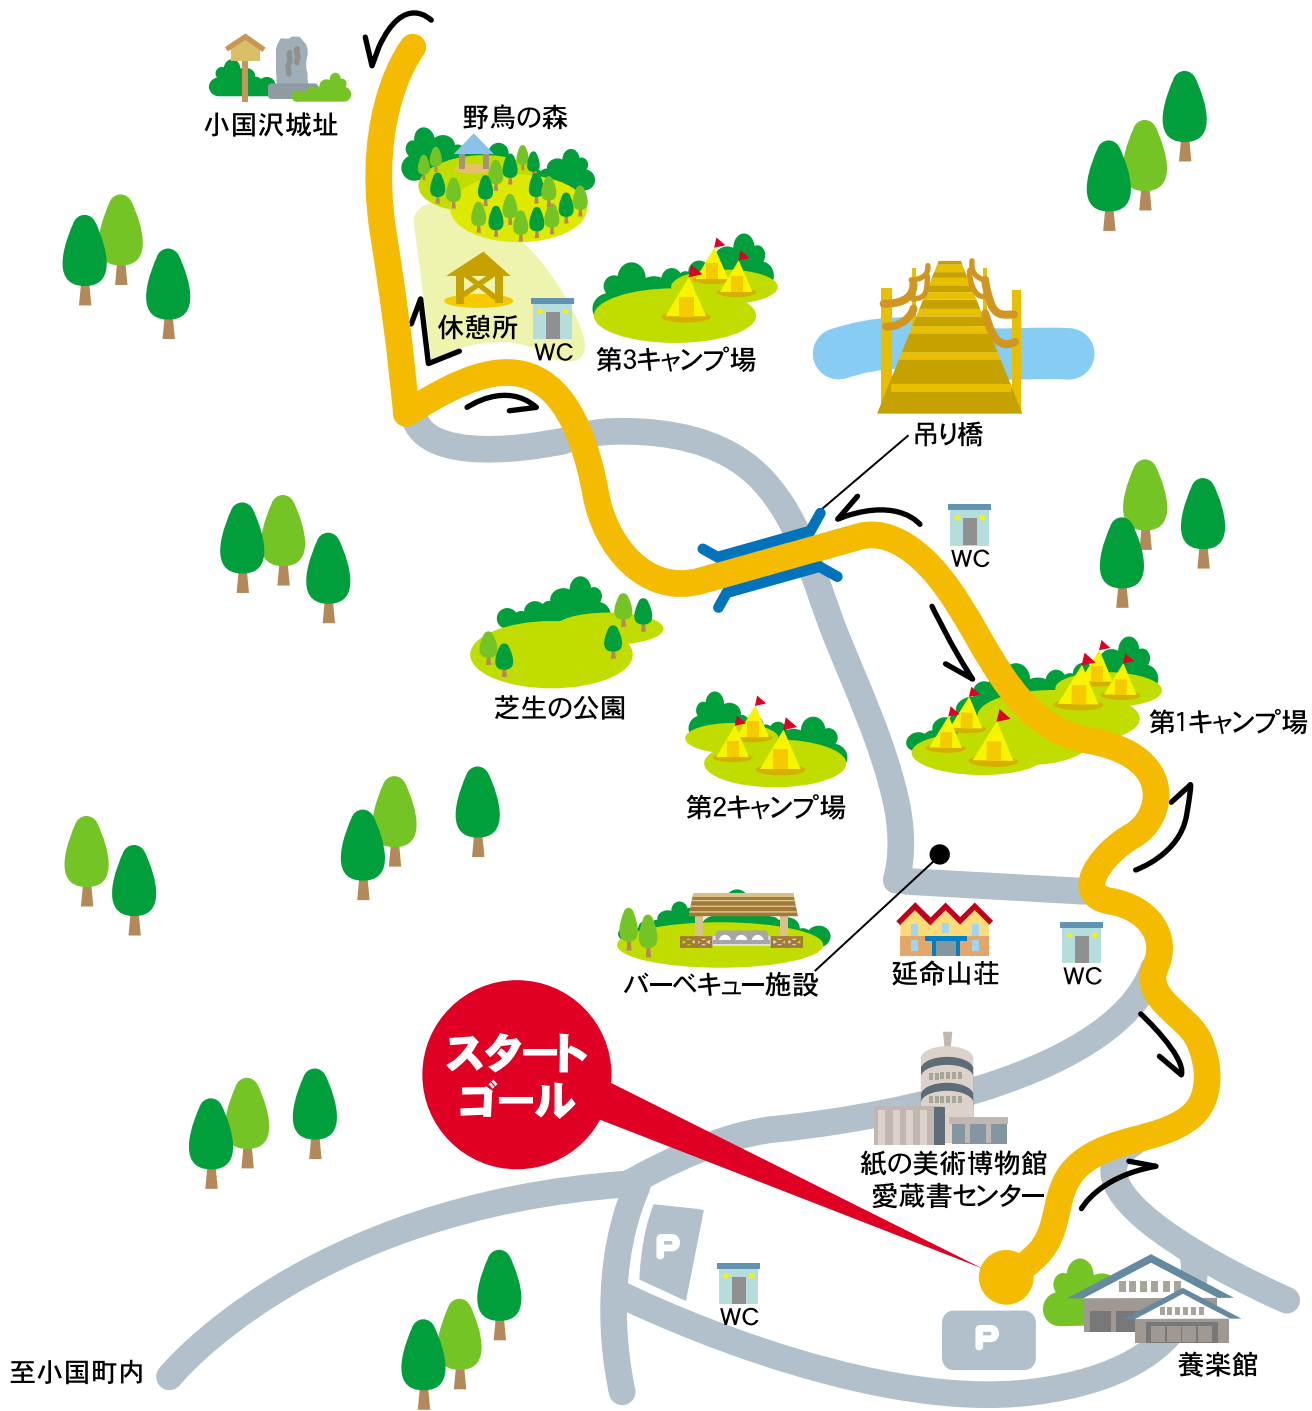 小国沢城址
野鳥の森
休憩所
WC
第3キャンプ場
吊り橋
WC
芝生の公園
第1キャンプ場
第2キャンプ場
バーベキュー施設
延命山荘
WC
スタート
ゴール
紙の美術博物館
愛蔵書センター
P
WC
P
養楽館
至小国町内